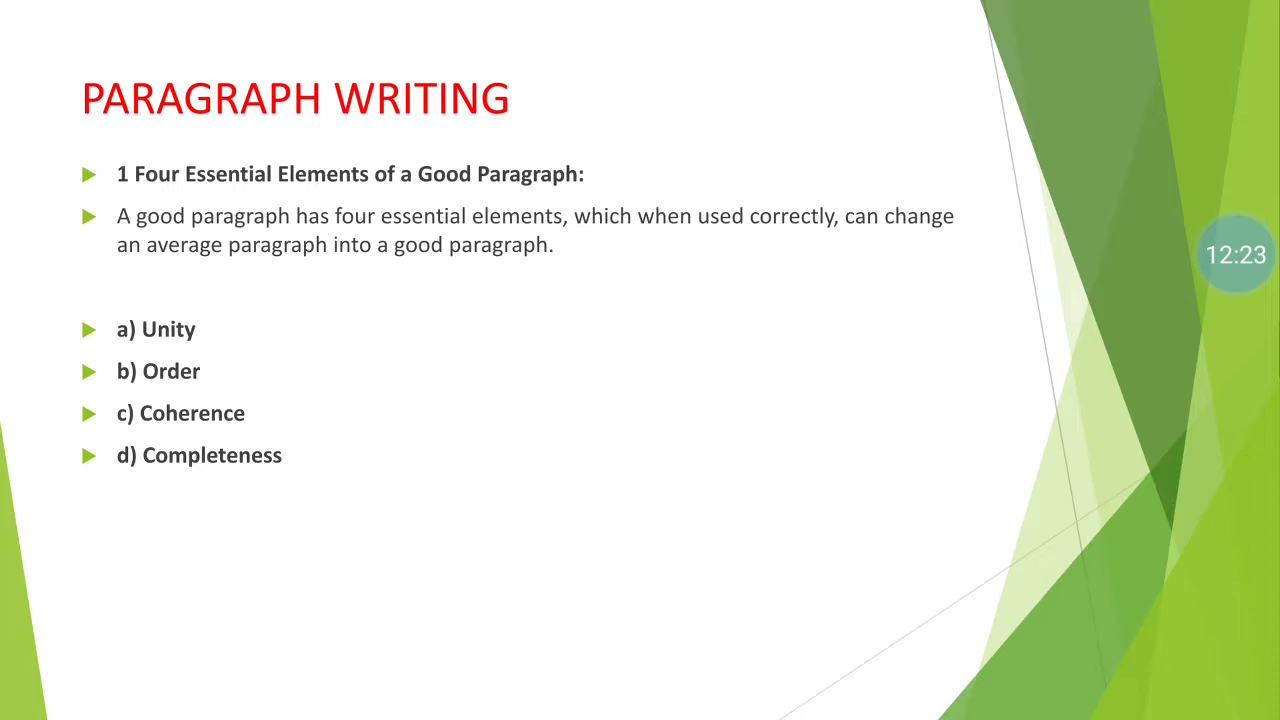 PARAGRAPH WRITING
1 Four Essential Elements of a Good Paragraph:
A good paragraph has four essential elements, which when used correctly, can change
an average paragraph into a good paragraph.
12:23
a) Unity
b) Order
c) Coherence
d) Completeness